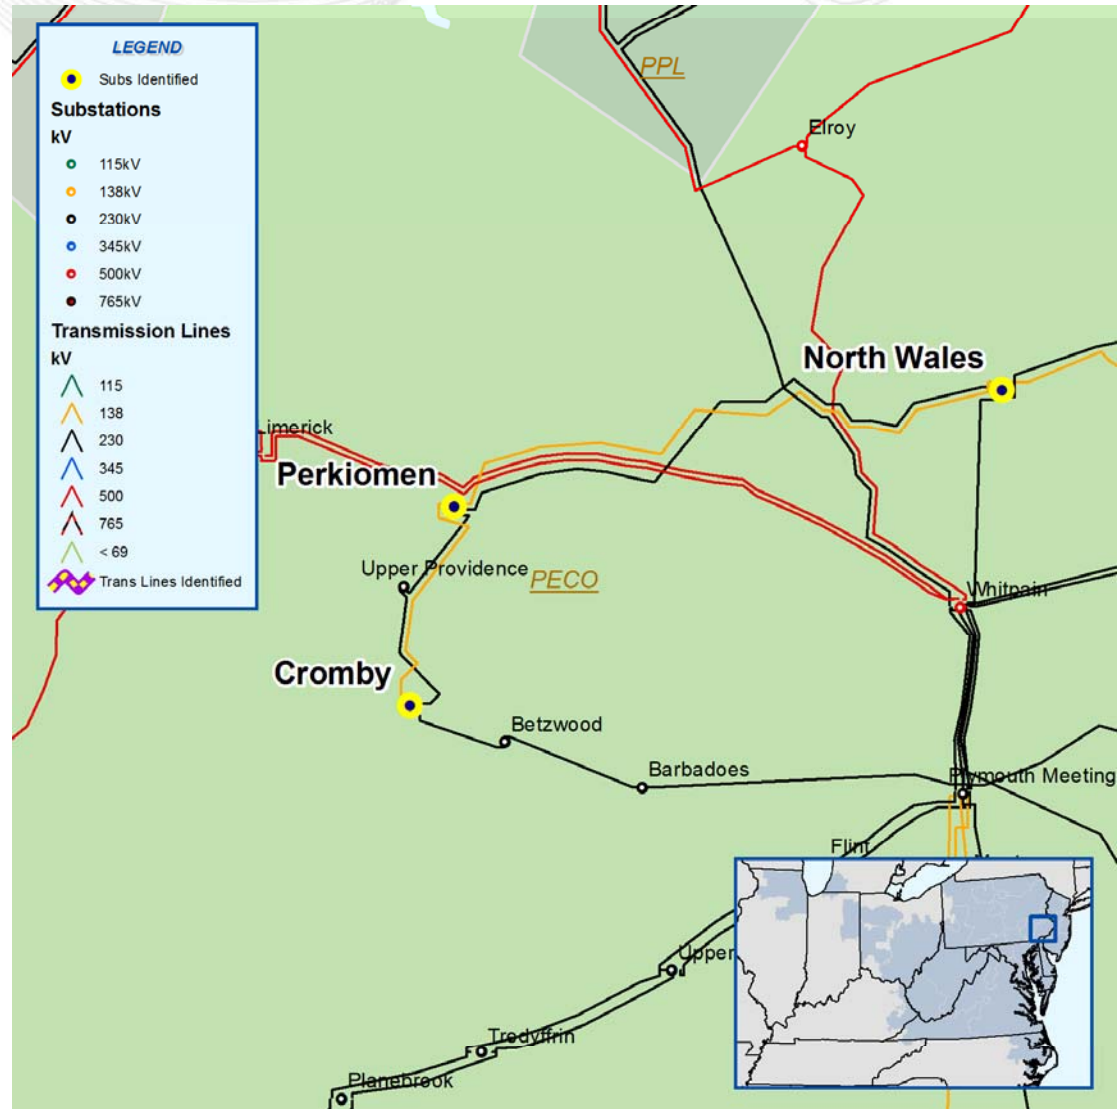 LEGEND
Subs Identified
Substations
kV
115kV
138kV
230kV
345kV
500kV
765kV
Transmission Lines
kV
115
138
230
345
500
765
< 69
Trans Lines Identified
PPL
Elroy
North Wales
Limerick
Perkiomen
Upper Providence
PECO
Whitpain
Cromby
Betzwood
Barbadoes
Plymouth Meeting
Flint
Upper
Tredyffrin
Planebrook